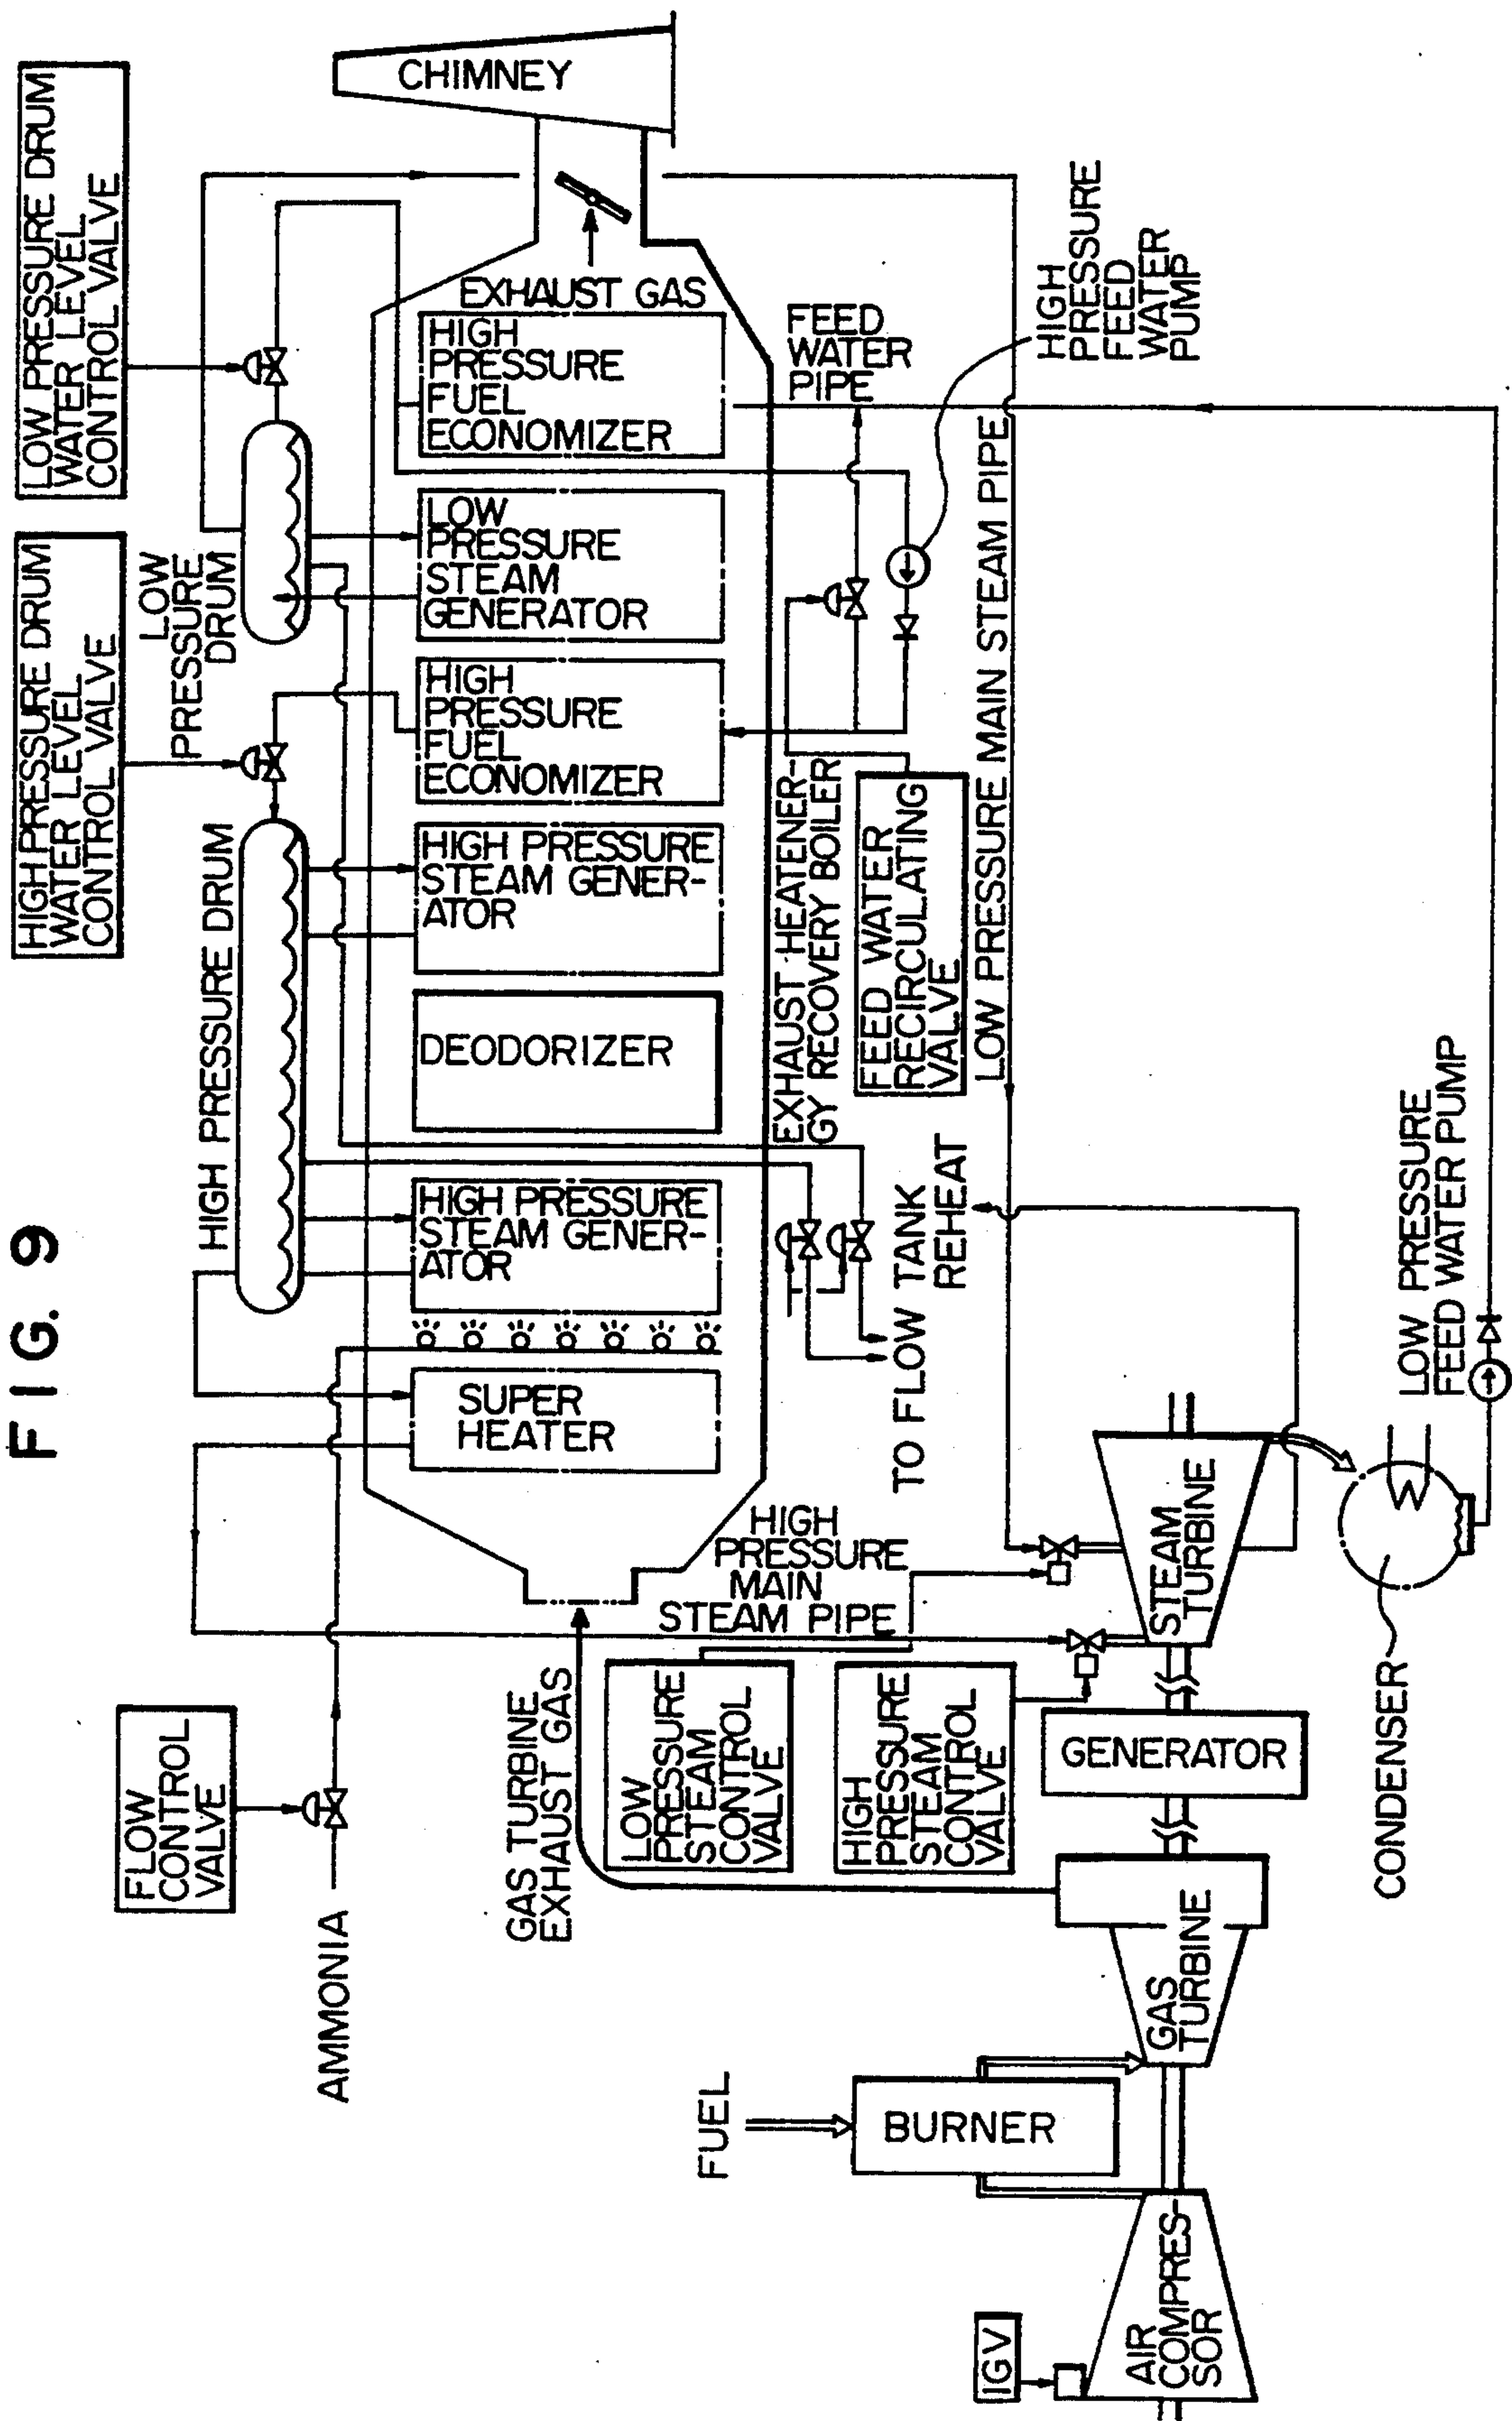 FIG. 9
LOW PRESSURE DRUM
WATER LEVEL
CONTROL VALVE
HIGH PRESSURE DRUM
WATER LEVEL
CONTROL VALVE
FLOW
CONTROL
VALVE
AMMONIA
HIGH PRESSURE DRUM
LOW
PRESSURE
DRUM
CHIMNEY
EXHAUST GAS
SUPER
HEATER
HIGH PRESSURE
STEAM GENER-
ATOR
DEODORIZER
HIGH PRESSURE
STEAM GENER-
ATOR
HIGH
PRESSURE
FUEL
ECONOMIZER
LOW
PRESSURE
STEAM
GENERATOR
HIGH
PRESSURE
FUEL
ECONOMIZER
GAS TURBINE
EXHAUST GAS
HIGH
PRESSURE
MAIN
STEAM PIPE
EXHAUST HEATENER-
GY RECOVERY BOILER
FEED
WATER
PIPE
HIGH
PRESSURE
FEED
WATER
PUMP
FEED WATER
RECIRCULATING
VALVE
TO FLOW TANK
REHEAT
LOW PRESSURE MAIN STEAM PIPE
LOW
PRESSURE
STEAM
CONTROL
VALVE
HIGH
PRESSURE
STEAM
CONTROL
VALVE
FUEL
BURNER
IGV
AIR
COMPRES-
SOR
GAS
TURBINE
GENERATOR
STEAM
TURBINE
CONDENSER
LOW PRESSURE
FEED WATER PUMP